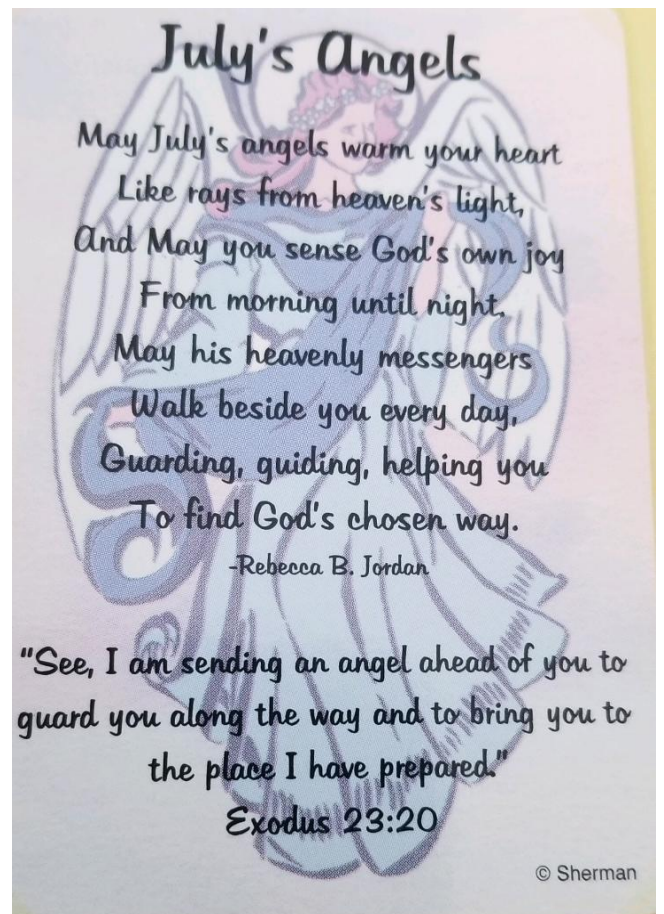 July's Angels
May July's angels warm your heart
Like rays from heaven's light,
And May you sense God's own joy
From morning until night.
May his heavenly messengers
Walk beside you every day,
Guarding, guiding, helping you
To find God's chosen way.
-Rebecca B. Jordan
"See, I am sending an angel ahead of you to
guard you along the way and to bring you to
the place I have prepared."
Exodus 23:20
© Sherman